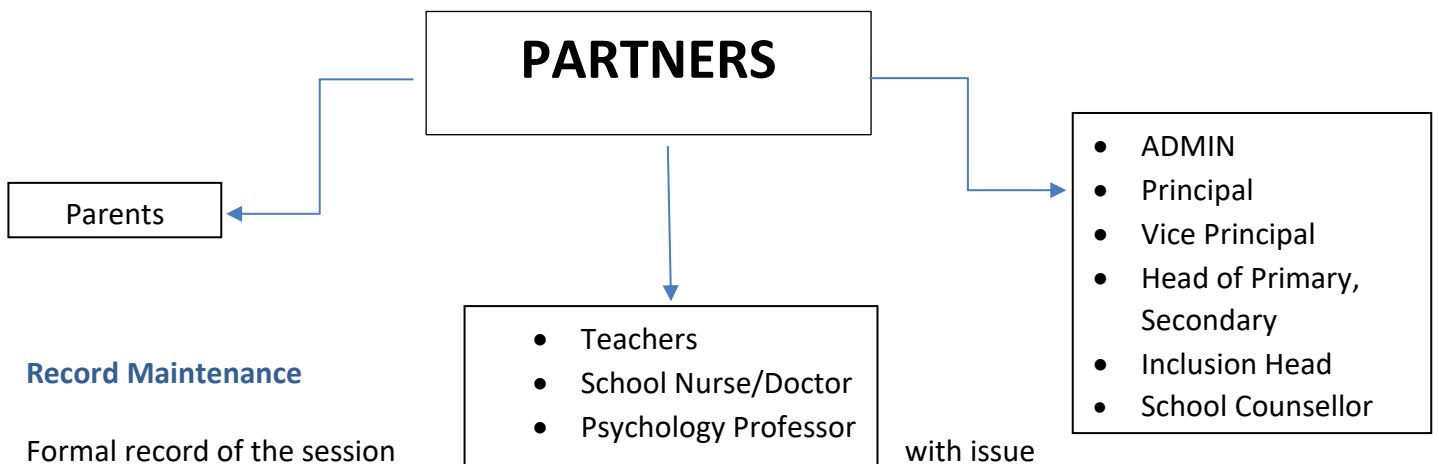 PARTNERS
Parents
• ADMIN
• Principal
• Vice Principal
• Head of Primary,
Secondary
• Inclusion Head
• School Counsellor
• Teachers
• School Nurse/Doctor
• Psychology Professor
Record Maintenance
Formal record of the session with issue